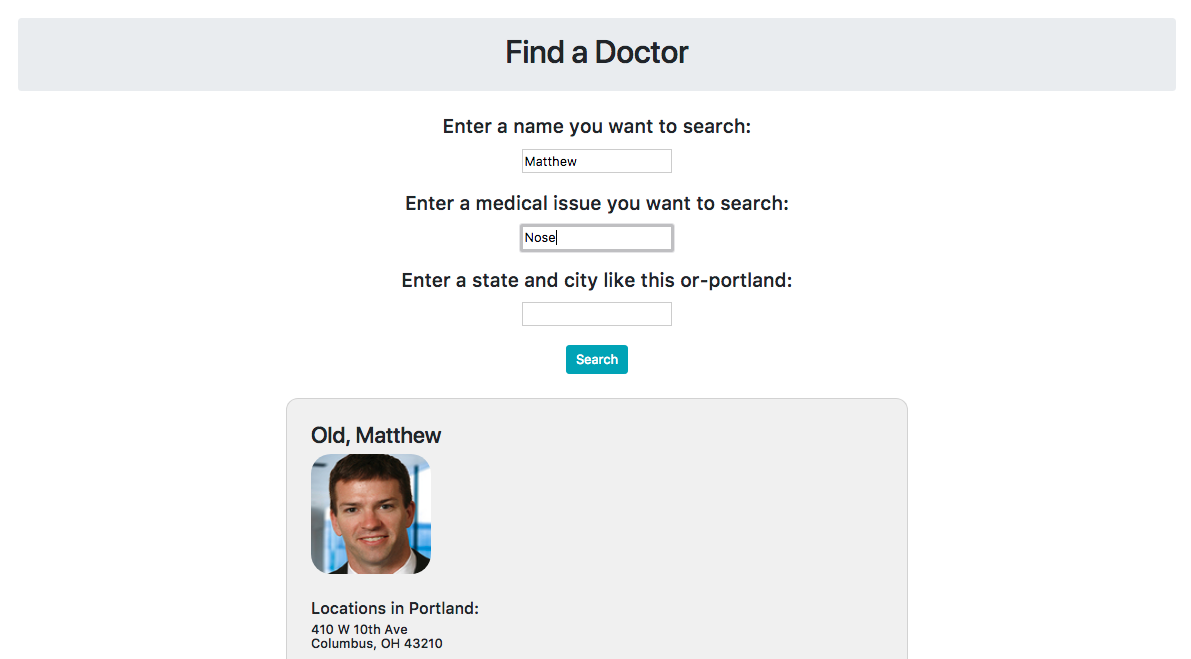 Find a Doctor
Enter a name you want to search:
Matthew
Enter a medical issue you want to search:
Nose
Enter a state and city like this or-portland:
Search
Old, Matthew
Locations in Portland:
410 W 10th Ave
Columbus, OH 43210